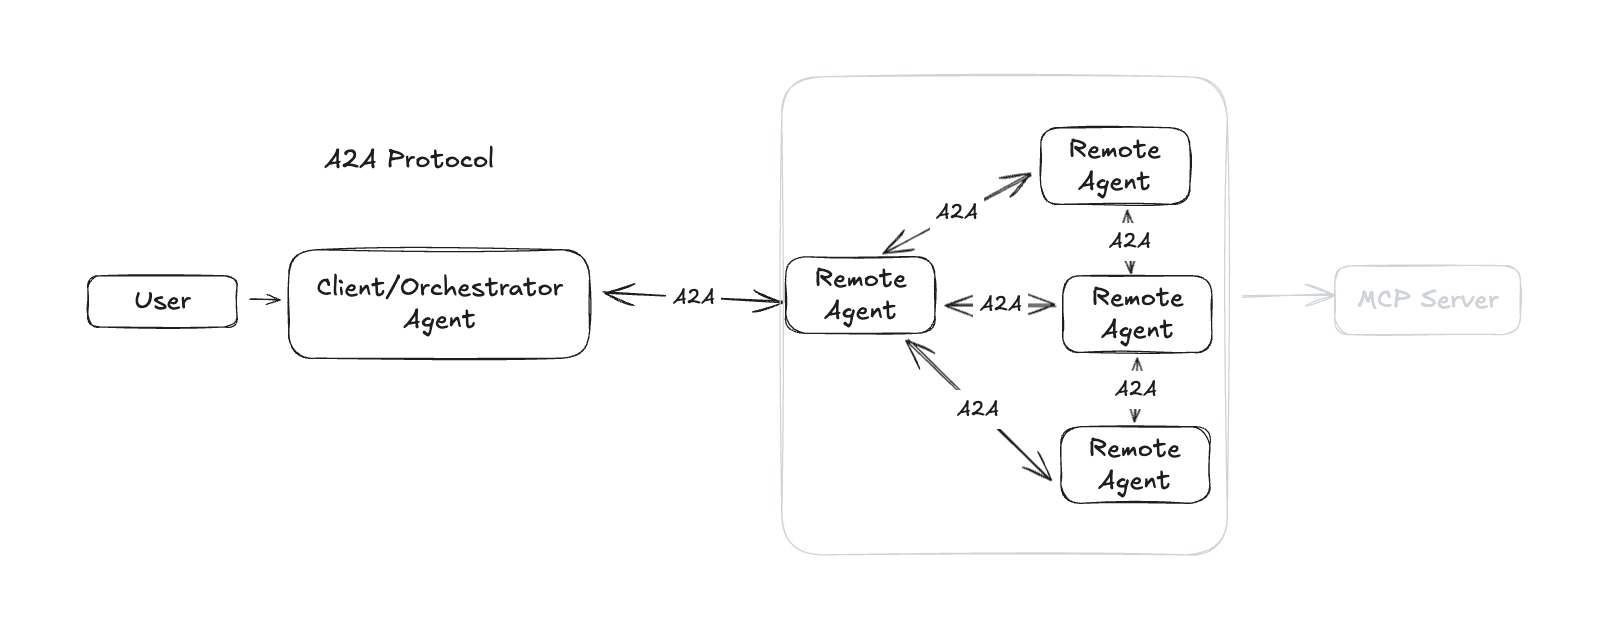 A2A Protocol
User
Client/Orchestrator
Agent
A2A
Remote
Agent
A2A
A2A
A2A
Remote
Agent
A2A
Remote
Agent
A2A
Remote
Agent
MCP Server